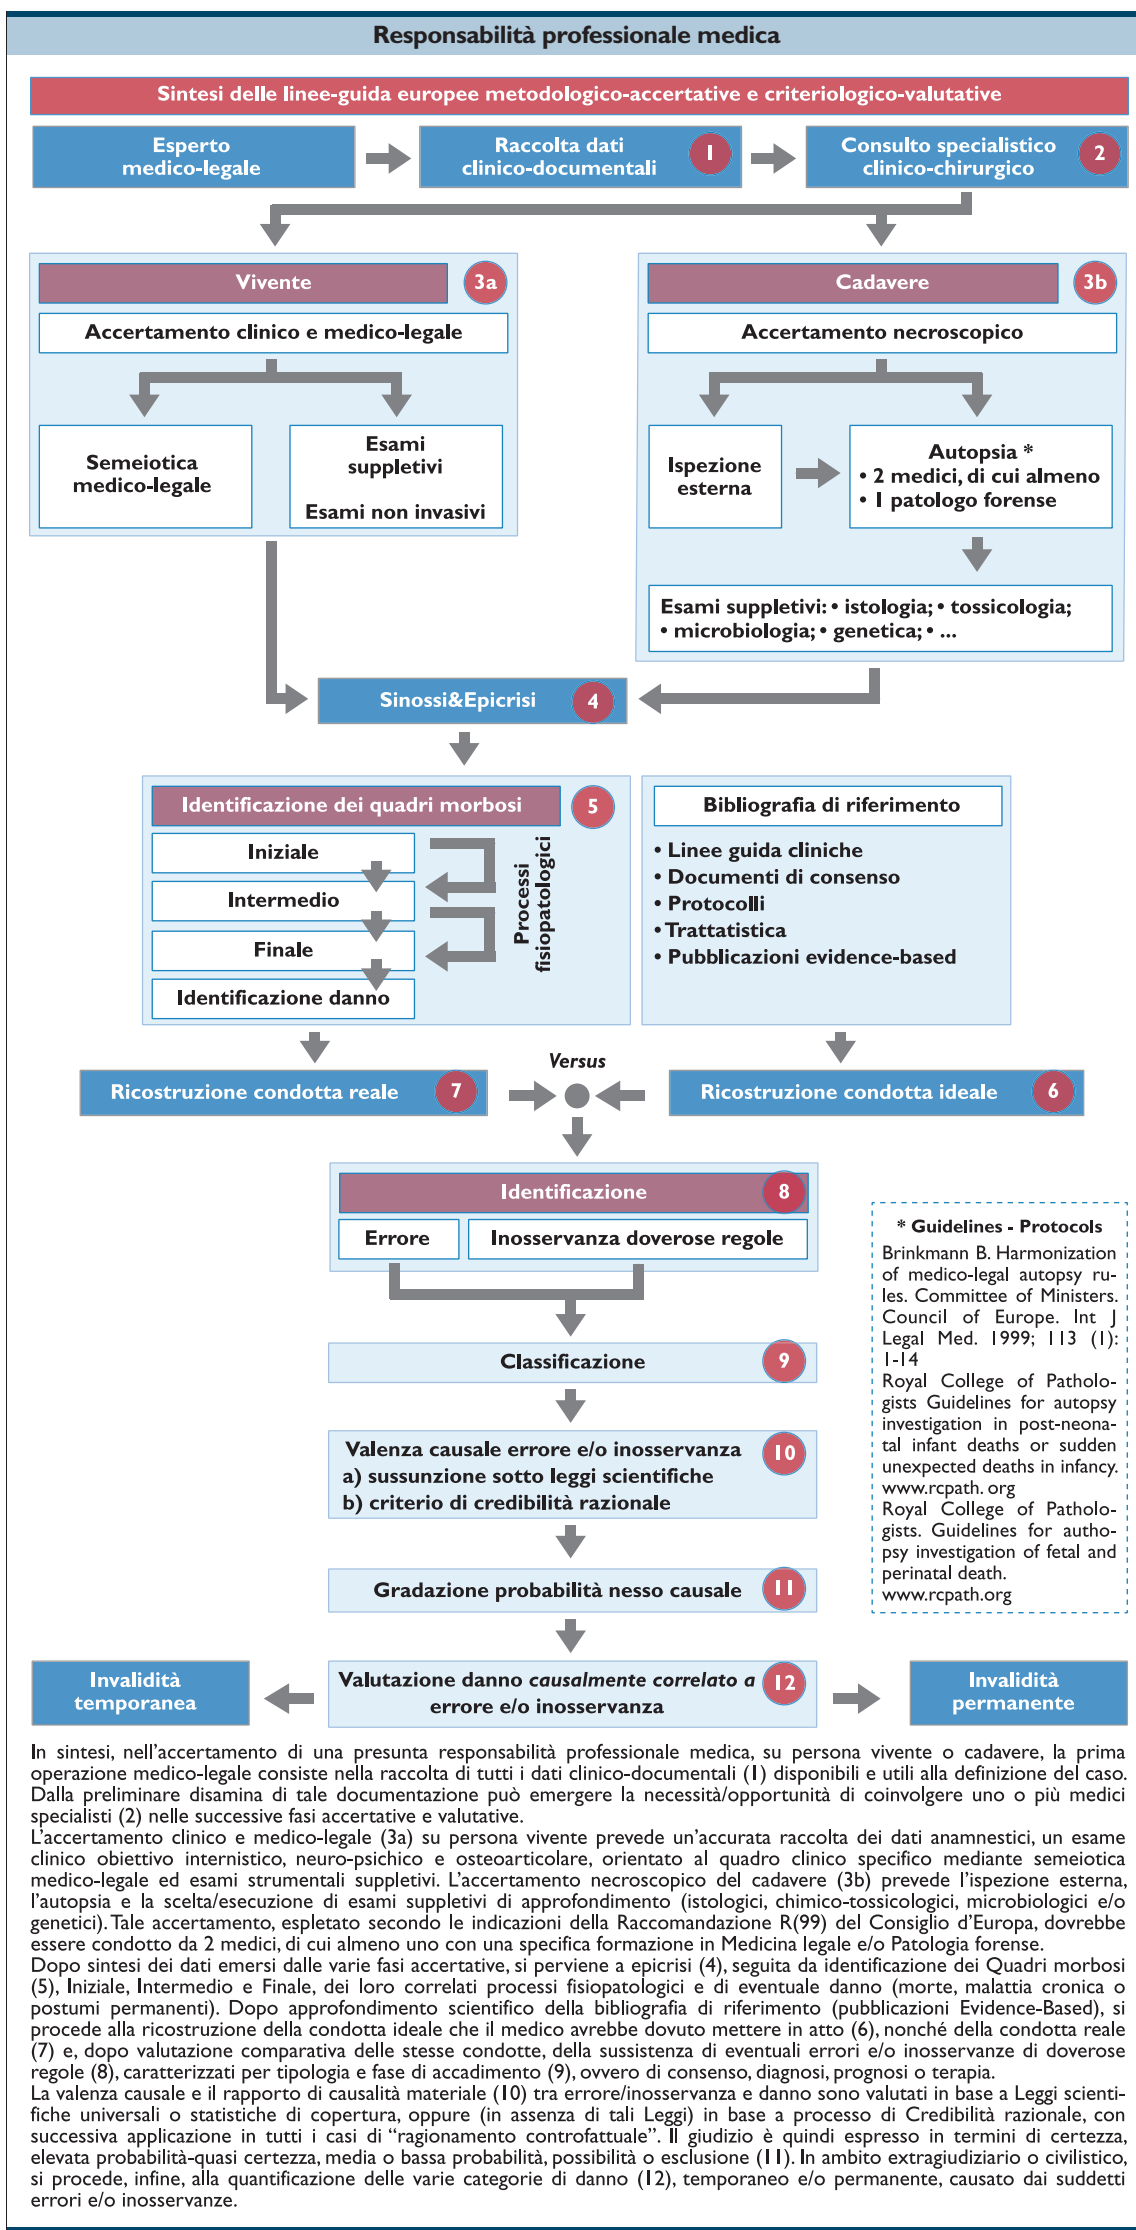 Responsabilità professionale medica
Sintesi delle linee-guida europee metodologico-accertative e criteriologico-valutative
Esperto
medico-legale
Raccolta dati
clinico-documentali
1
Consulto specialistico
clinico-chirurgico
2
Vivente
3a
Accertamento clinico e medico-legale
Semeiotica
medico-legale
Esami
suppletivi
Esami non invasivi
Cadavere
3b
Accertamento necroscopico
Ispezione
esterna
Autopsia *
• 2 medici, di cui almeno
• 1 patologo forense
Esami suppletivi: • istologia; • tossicologia;
• microbiologia; • genetica; • ...
Sinossi&Epicrisi
4
Identificazione dei quadri morbosi
5
Iniziale
Intermedio
Finale
Identificazione danno
Processi
fisiopatologici
Bibliografia di riferimento
• Linee guida cliniche
• Documenti di consenso
• Protocolli
• Trattatistica
• Pubblicazioni evidence-based
Ricostruzione condotta reale
7
Versus
Ricostruzione condotta ideale
6
Identificazione
8
Errore
Inosservanza doverose regole
Classificazione
9
Valenza causale errore e/o inosservanza
a) sussunzione sotto leggi scientifiche
b) criterio di credibilità razionale
10
Gradazione probabilità nesso causale
11
Invalidità
temporanea
Valutazione danno causalmente correlato a
errore e/o inosservanza
12
Invalidità
permanente
* Guidelines - Protocols
Brinkmann B. Harmonization
of medico-legal autopsy ru-
les. Committee of Ministers.
Council of Europe. Int J
Legal Med. 1999; 113 (1):
1-14
Royal College of Patholo-
gists Guidelines for autopsy
investigation in post-neona-
tal infant deaths or sudden
unexpected deaths in infancy.
www.rcpath. org
Royal College of Patholo-
gists. Guidelines for autho-
psy investigation of fetal and
perinatal death.
www.rcpath.org
In sintesi, nell'accertamento di una presunta responsabilità professionale medica, su persona vivente o cadavere, la prima
operazione medico-legale consiste nella raccolta di tutti i dati clinico-documentali (1) disponibili e utili alla definizione del caso.
Dalla preliminare disamina di tale documentazione può emergere la necessità/opportunità di coinvolgere uno o più medici
specialisti (2) nelle successive fasi accertative e valutative.
L'accertamento clinico e medico-legale (3a) su persona vivente prevede un'accurata raccolta dei dati anamnestici, un esame
clinico obiettivo internistico, neuro-psichico e osteoarticolare, orientato al quadro clinico specifico mediante semeiotica
medico-legale ed esami strumentali suppletivi. L'accertamento necroscopico del cadavere (3b) prevede l'ispezione esterna,
l'autopsia e la scelta/esecuzione di esami suppletivi di approfondimento (istologici, chimico-tossicologici, microbiologici e/o
genetici). Tale accertamento, espletato secondo le indicazioni della Raccomandazione R(99) del Consiglio d'Europa, dovrebbe
essere condotto da 2 medici, di cui almeno uno con una specifica formazione in Medicina legale e/o Patologia forense.
Dopo sintesi dei dati emersi dalle varie fasi accertative, si perviene a epicrisi (4), seguita da identificazione dei Quadri morbosi
(5), Iniziale, Intermedio e Finale, dei loro correlati processi fisiopatologici e di eventuale danno (morte, malattia cronica o
postumi permanenti). Dopo approfondimento scientifico della bibliografia di riferimento (pubblicazioni Evidence-Based), si
procede alla ricostruzione della condotta ideale che il medico avrebbe dovuto mettere in atto (6), nonché della condotta reale
(7) e, dopo valutazione comparativa delle stesse condotte, della sussistenza di eventuali errori e/o inosservanze di doverose
regole (8), caratterizzati per tipologia e fase di accadimento (9), ovvero di consenso, diagnosi, prognosi o terapia.
La valenza causale e il rapporto di causalità materiale (10) tra errore/inosservanza e danno sono valutati in base a Leggi scienti-
fiche universali o statistiche di copertura, oppure (in assenza di tali Leggi) in base a processo di Credibilità razionale, con
successiva applicazione in tutti i casi di "ragionamento controfattuale". Il giudizio è quindi espresso in termini di certezza,
elevata probabilità-quasi certezza, media o bassa probabilità, possibilità o esclusione (11). In ambito extragiudiziario o civilistico,
si procede, infine, alla quantificazione delle varie categorie di danno (12), temporaneo e/o permanente, causato dai suddetti
errori e/o inosservanze.